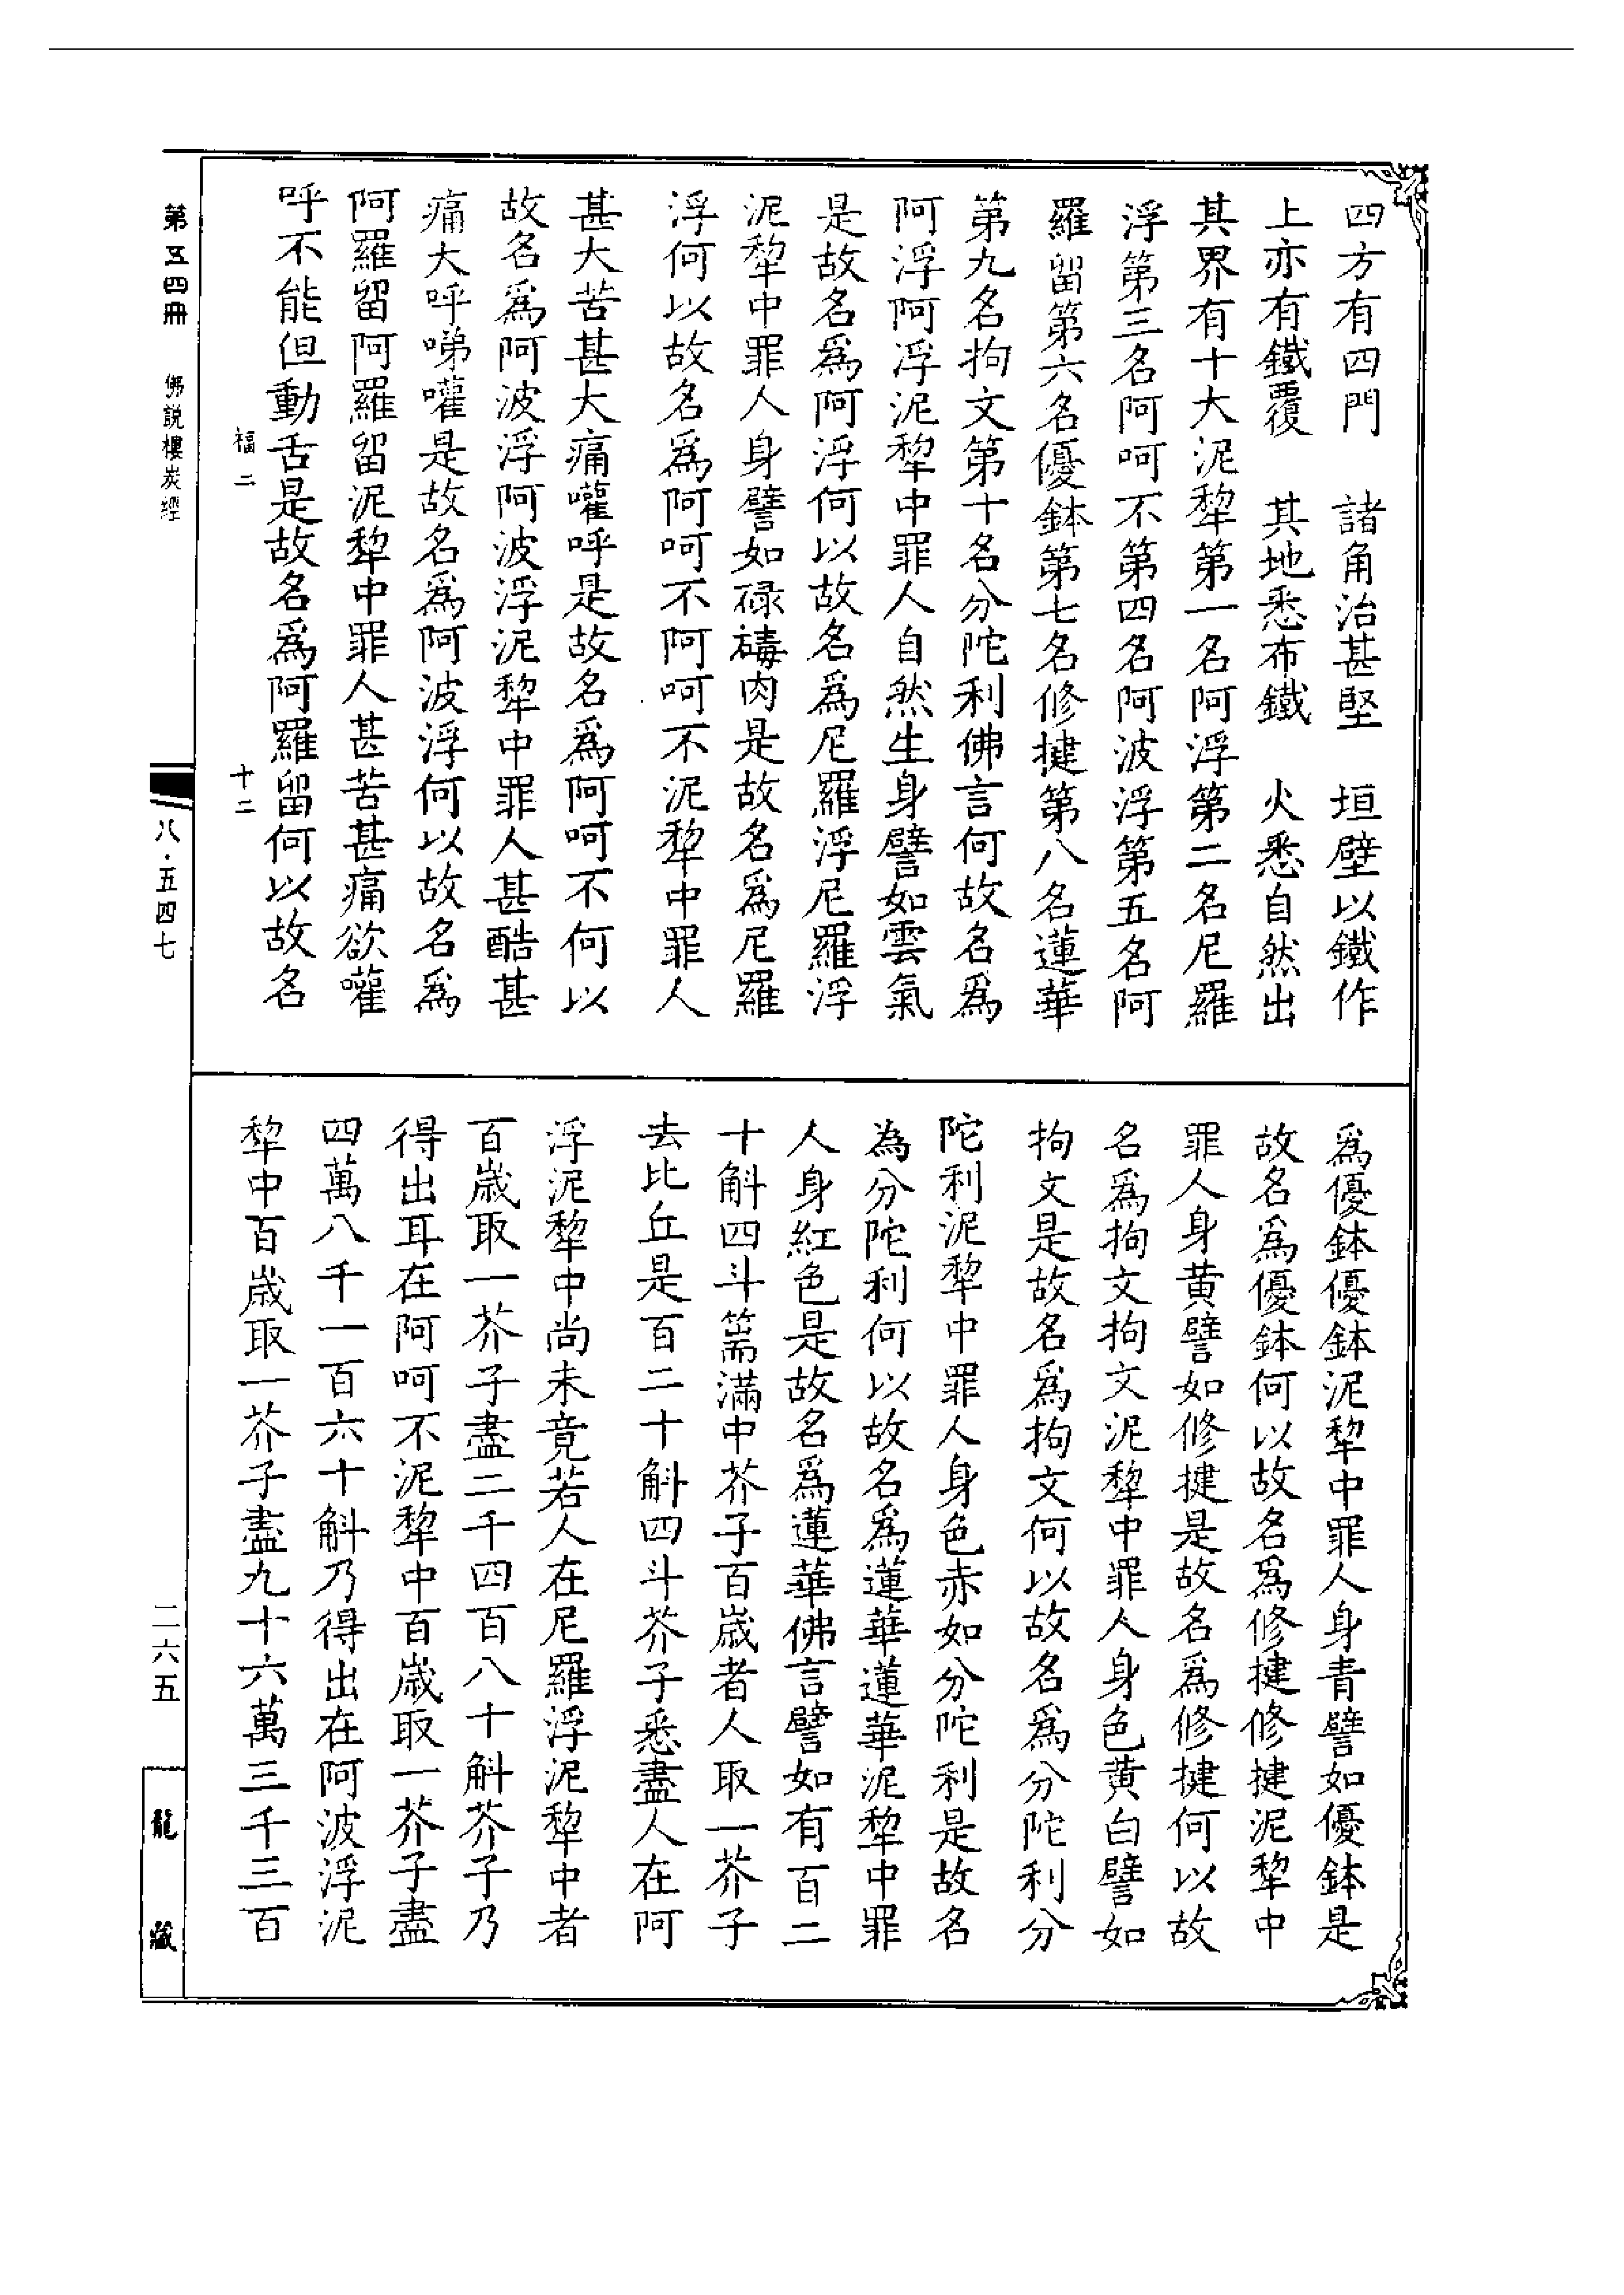 四方有四門　諸角治甚堅　垣壁以鐵作
上亦有鐵覆　其地悉布鐵　火悉自然出
其界有十大泥犂第一名阿浮第二名尼羅
浮第三名阿呵不第四名阿波浮第五名阿
羅留第六名優鉢第七名修揵第八名蓮華
第九名拘文第十名分陀利佛言何故名爲
阿浮阿浮泥犂中罪人自然生身譬如雲氣
是故名爲阿浮何以故名爲尼羅浮尼羅浮
泥犂中罪人身譬如碌碡肉是故名爲尼羅
浮何以故名爲阿呵不阿呵不泥犂中罪人
甚大苦甚大痛嚾呼是故名爲阿呵不何以
故名爲阿波浮阿波浮泥犂中罪人甚酷甚
痛大呼啼嚾是故名爲阿波浮何以故名爲
阿羅留阿羅留泥犂中罪人甚苦甚痛欲嚾
呼不能但動舌是故名爲阿羅留何以故名
福二　十二
爲優鉢優鉢泥犂中罪人身青譬如優鉢是
故名爲優鉢何以故名爲修揵修揵泥犂中
罪人身黄譬如修揵是故名爲修揵何以故
名爲拘文拘文泥犂中罪人身色黄白譬如
拘文是故名爲拘文何以故名爲分陀利分
陀利泥犂中罪人身色赤如分陀利是故名
為分陀利何以故名爲蓮華蓮華泥犂中罪
人身紅色是故名爲蓮華佛言譬如有百二
十斛四斗篅滿中芥子百歲者人取一芥子
去比丘是百二十斛四斗芥子悉盡人在阿
浮泥犂中尚未竟若人在尼羅浮泥犂中者
百歲取一芥子盡二千四百八十斛芥子乃
得出耳在阿呵不泥犂中百歲取一芥子盡
四萬八千一百六十斛乃得出在阿波浮泥
犂中百歲取一芥子盡九十六萬三千三百
第五四冊　佛説樓炭經
八·五四七
二六五
龍藏